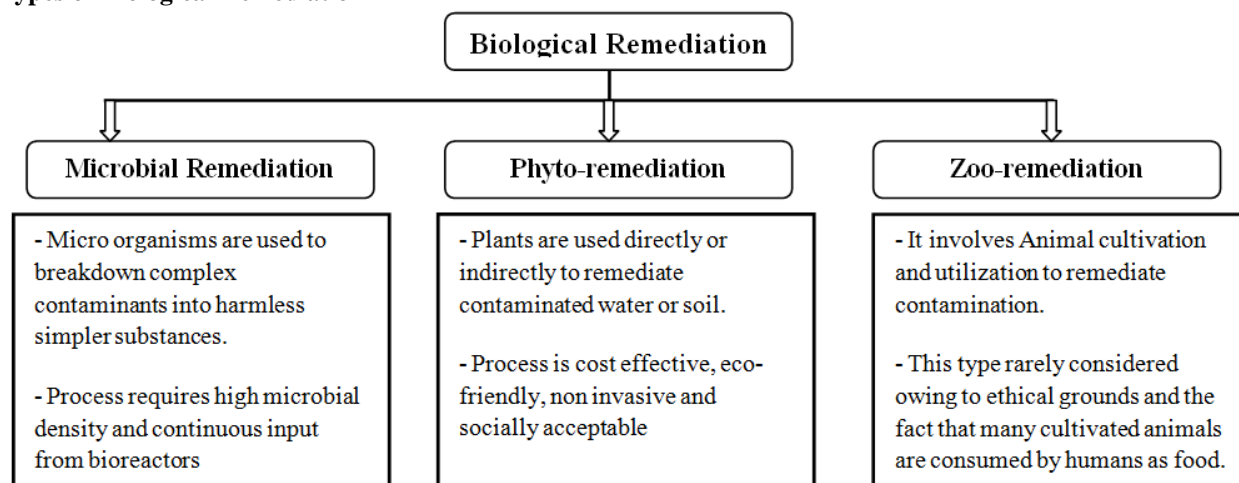 Biological Remediation
Microbial Remediation
Phyto-remediation
Zoo-remediation
- Micro organisms are used to
breakdown complex
contaminants into harmless
simpler substances.
- Process requires high microbial
density and continuous input
from bioreactors
- Plants are used directly or
indirectly to remediate
contaminated water or soil.
- Process is cost effective, eco-
friendly, non invasive and
socially acceptable
- It involves Animal cultivation
and utilization to remediate
contamination.
- This type rarely considered
owing to ethical grounds and the
fact that many cultivated animals
are consumed by humans as food.